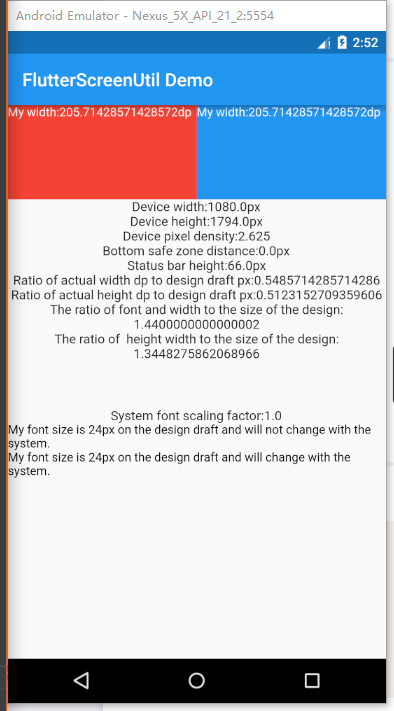 Android Emulator - Nexus_5X_API_21_2:5554
2:52
FlutterScreenUtil Demo
My width:205.71428571428572dp My width:205.71428571428572dp
Device width:1080.0px
Device height:1794.0px
Device pixel density:2.625
Bottom safe zone distance:0.0px
Status bar height:66.0px
Ratio of actual width dp to design draft px:0.5485714285714286
Ratio of actual height dp to design draft px:0.5123152709359606
The ratio of font and width to the size of the design:
1.4400000000000002
The ratio of  height width to the size of the design:
1.3448275862068966
System font scaling factor:1.0
My font size is 24px on the design draft and will not change with the
system.
My font size is 24px on the design draft and will change with the
system.